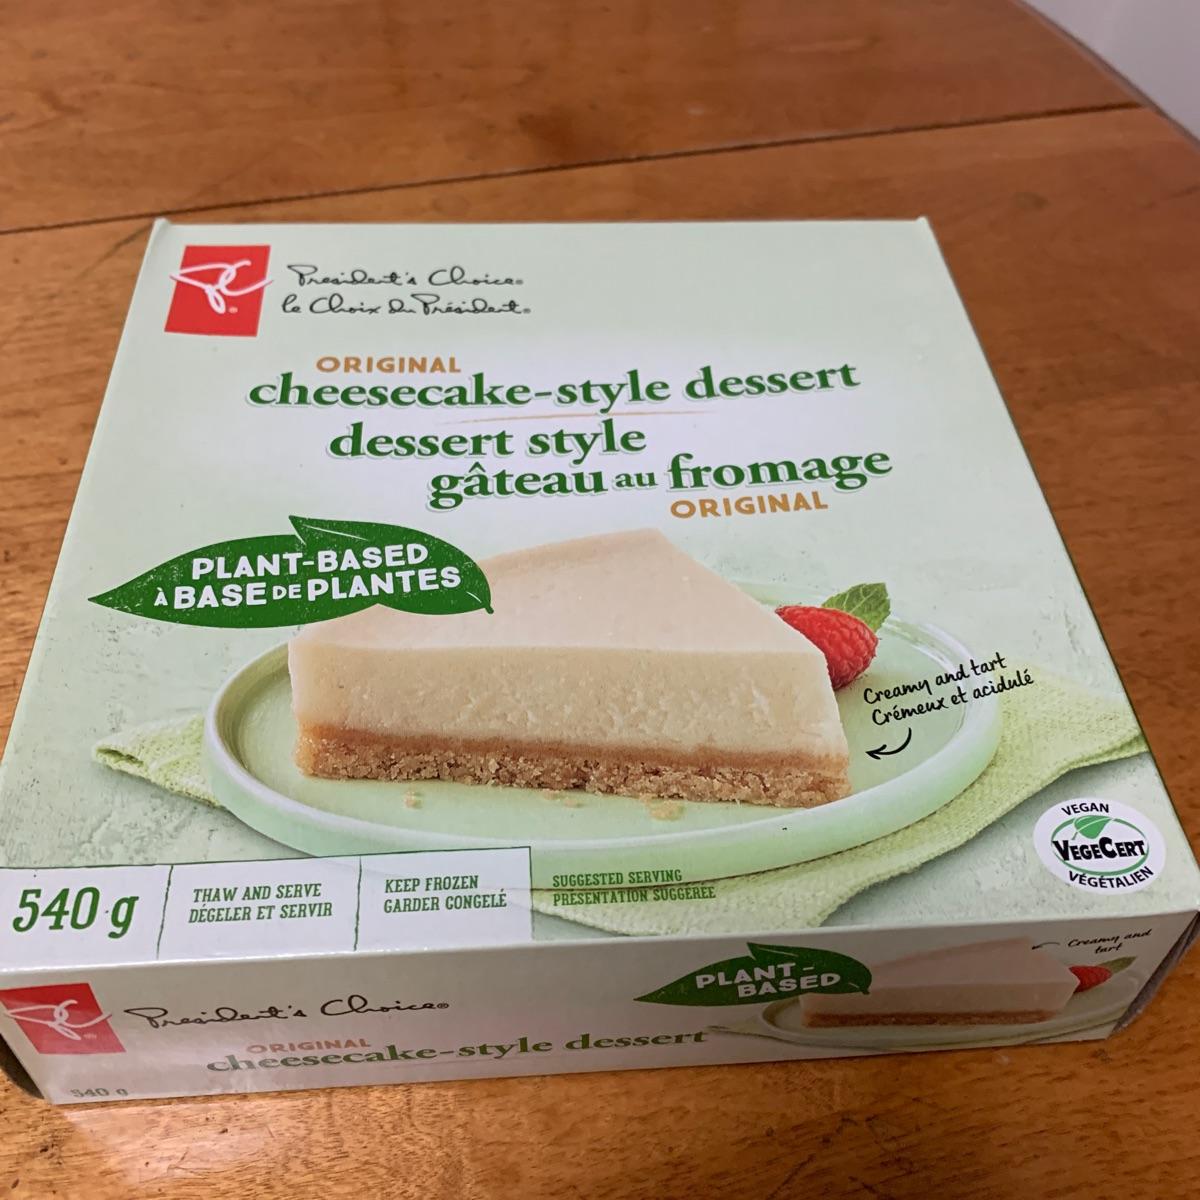 President's Choice®
le Choix du Président®
ORIGINAL
cheesecake-style dessert
dessert style
gâteau au fromage
ORIGINAL
PLANT-BASED
À BASE DE PLANTES
Creamy and tart
Crémeux et acidulé
VEGAN
VEGECERT
VÉGÉTALIEN
540 g
THAW AND SERVE
DÉGELER ET SERVIR
KEEP FROZEN
GARDER CONGELÉ
SUGGESTED SERVING
PRÉSENTATION SUGGÉRÉE
President's Choice®
ORIGINAL
cheesecake-style dessert
540 g
PLANT-
BASED
Creamy and
tart